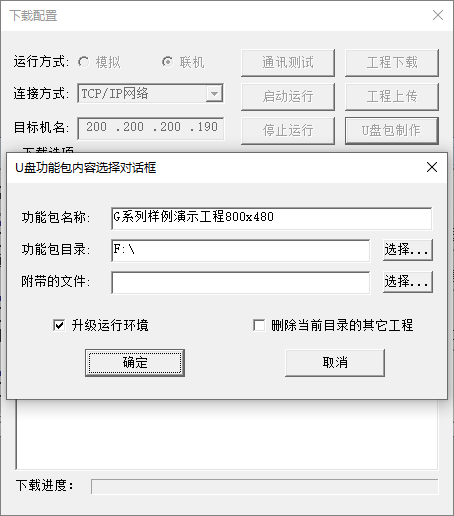 下载配置
运行方式: 模拟 联机 通讯测试 工程下载
连接方式: TCP/IP网络 启动运行 工程上传
目标机名: 200 .200 .200 .190 停止运行 U盘包制作
下载选项
U盘功能包内容选择对话框
功能包名称: G系列样例演示工程800x480
功能包目录: F:\ 选择...
附带的文件: 选择...
升级运行环境 删除当前目录的其它工程
确定 取消
下载进度: